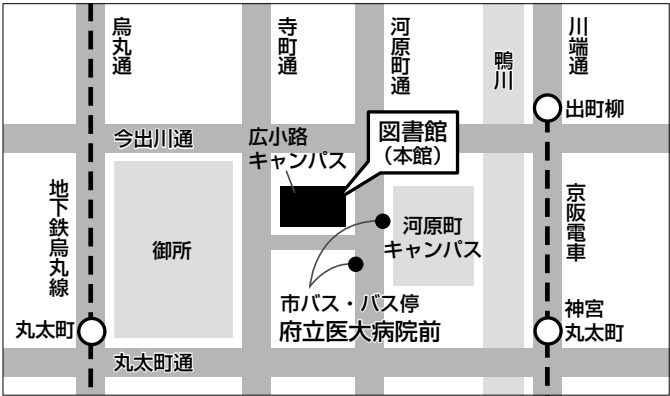 烏丸通
寺町通
河原町通
鴨川
川端通
出町柳
今出川通
広小路
キャンパス
図書館
（本館）
地下鉄烏丸線
御所
河原町
キャンパス
京阪電車
市バス・バス停
府立医大病院前
丸太町
神宮
丸太町
丸太町通